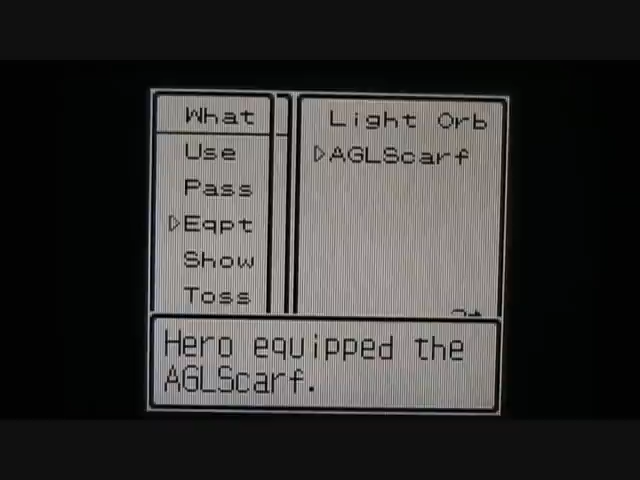 What
Use
Pass
Eqpt
Show
Toss
Light Orb
AGLScarf
Hero equipped the
AGLScarf.